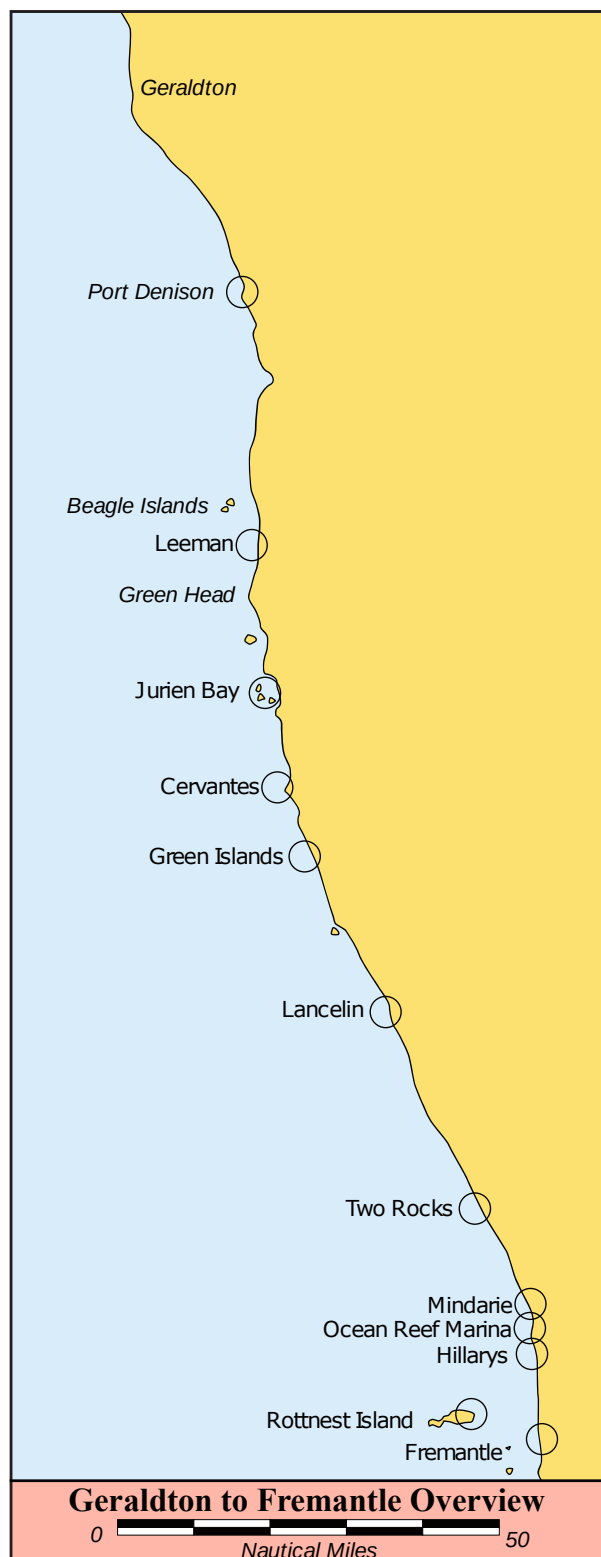 Geraldton
Port Denison
Beagle Islands
Leeman
Green Head
Jurien Bay
Cervantes
Green Islands
Lancelin
Two Rocks
Mindarie
Ocean Reef Marina
Hillarys
Rottnest Island
Fremantle
Geraldton to Fremantle Overview
0 50
Nautical Miles